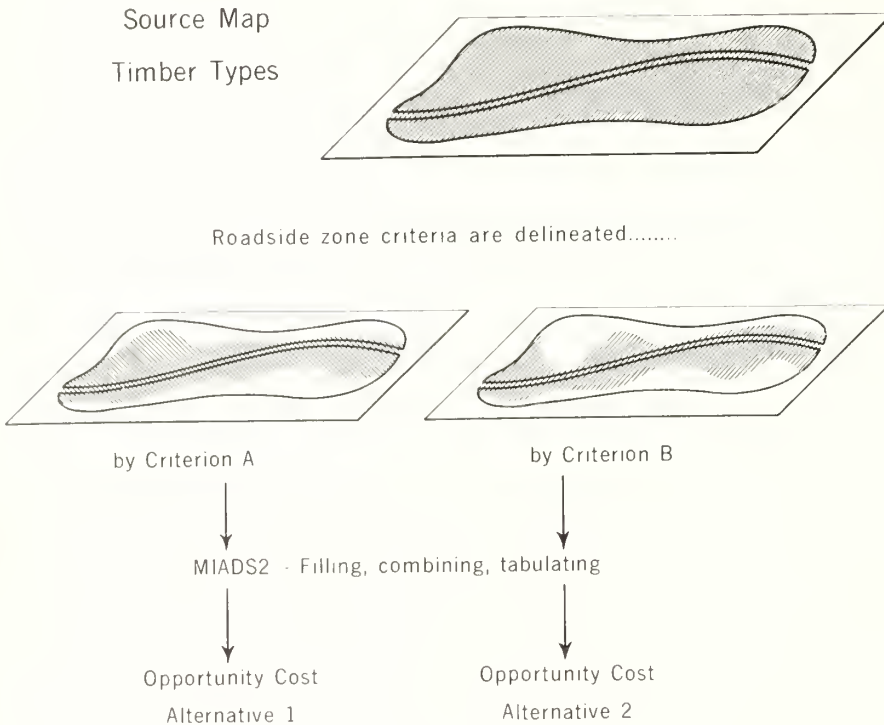 Source Map
Timber Types
Roadside zone criteria are delineated........
by Criterion A
by Criterion B
MIADS2 - Filling, combining, tabulating
Opportunity Cost
Alternative 1
Opportunity Cost
Alternative 2